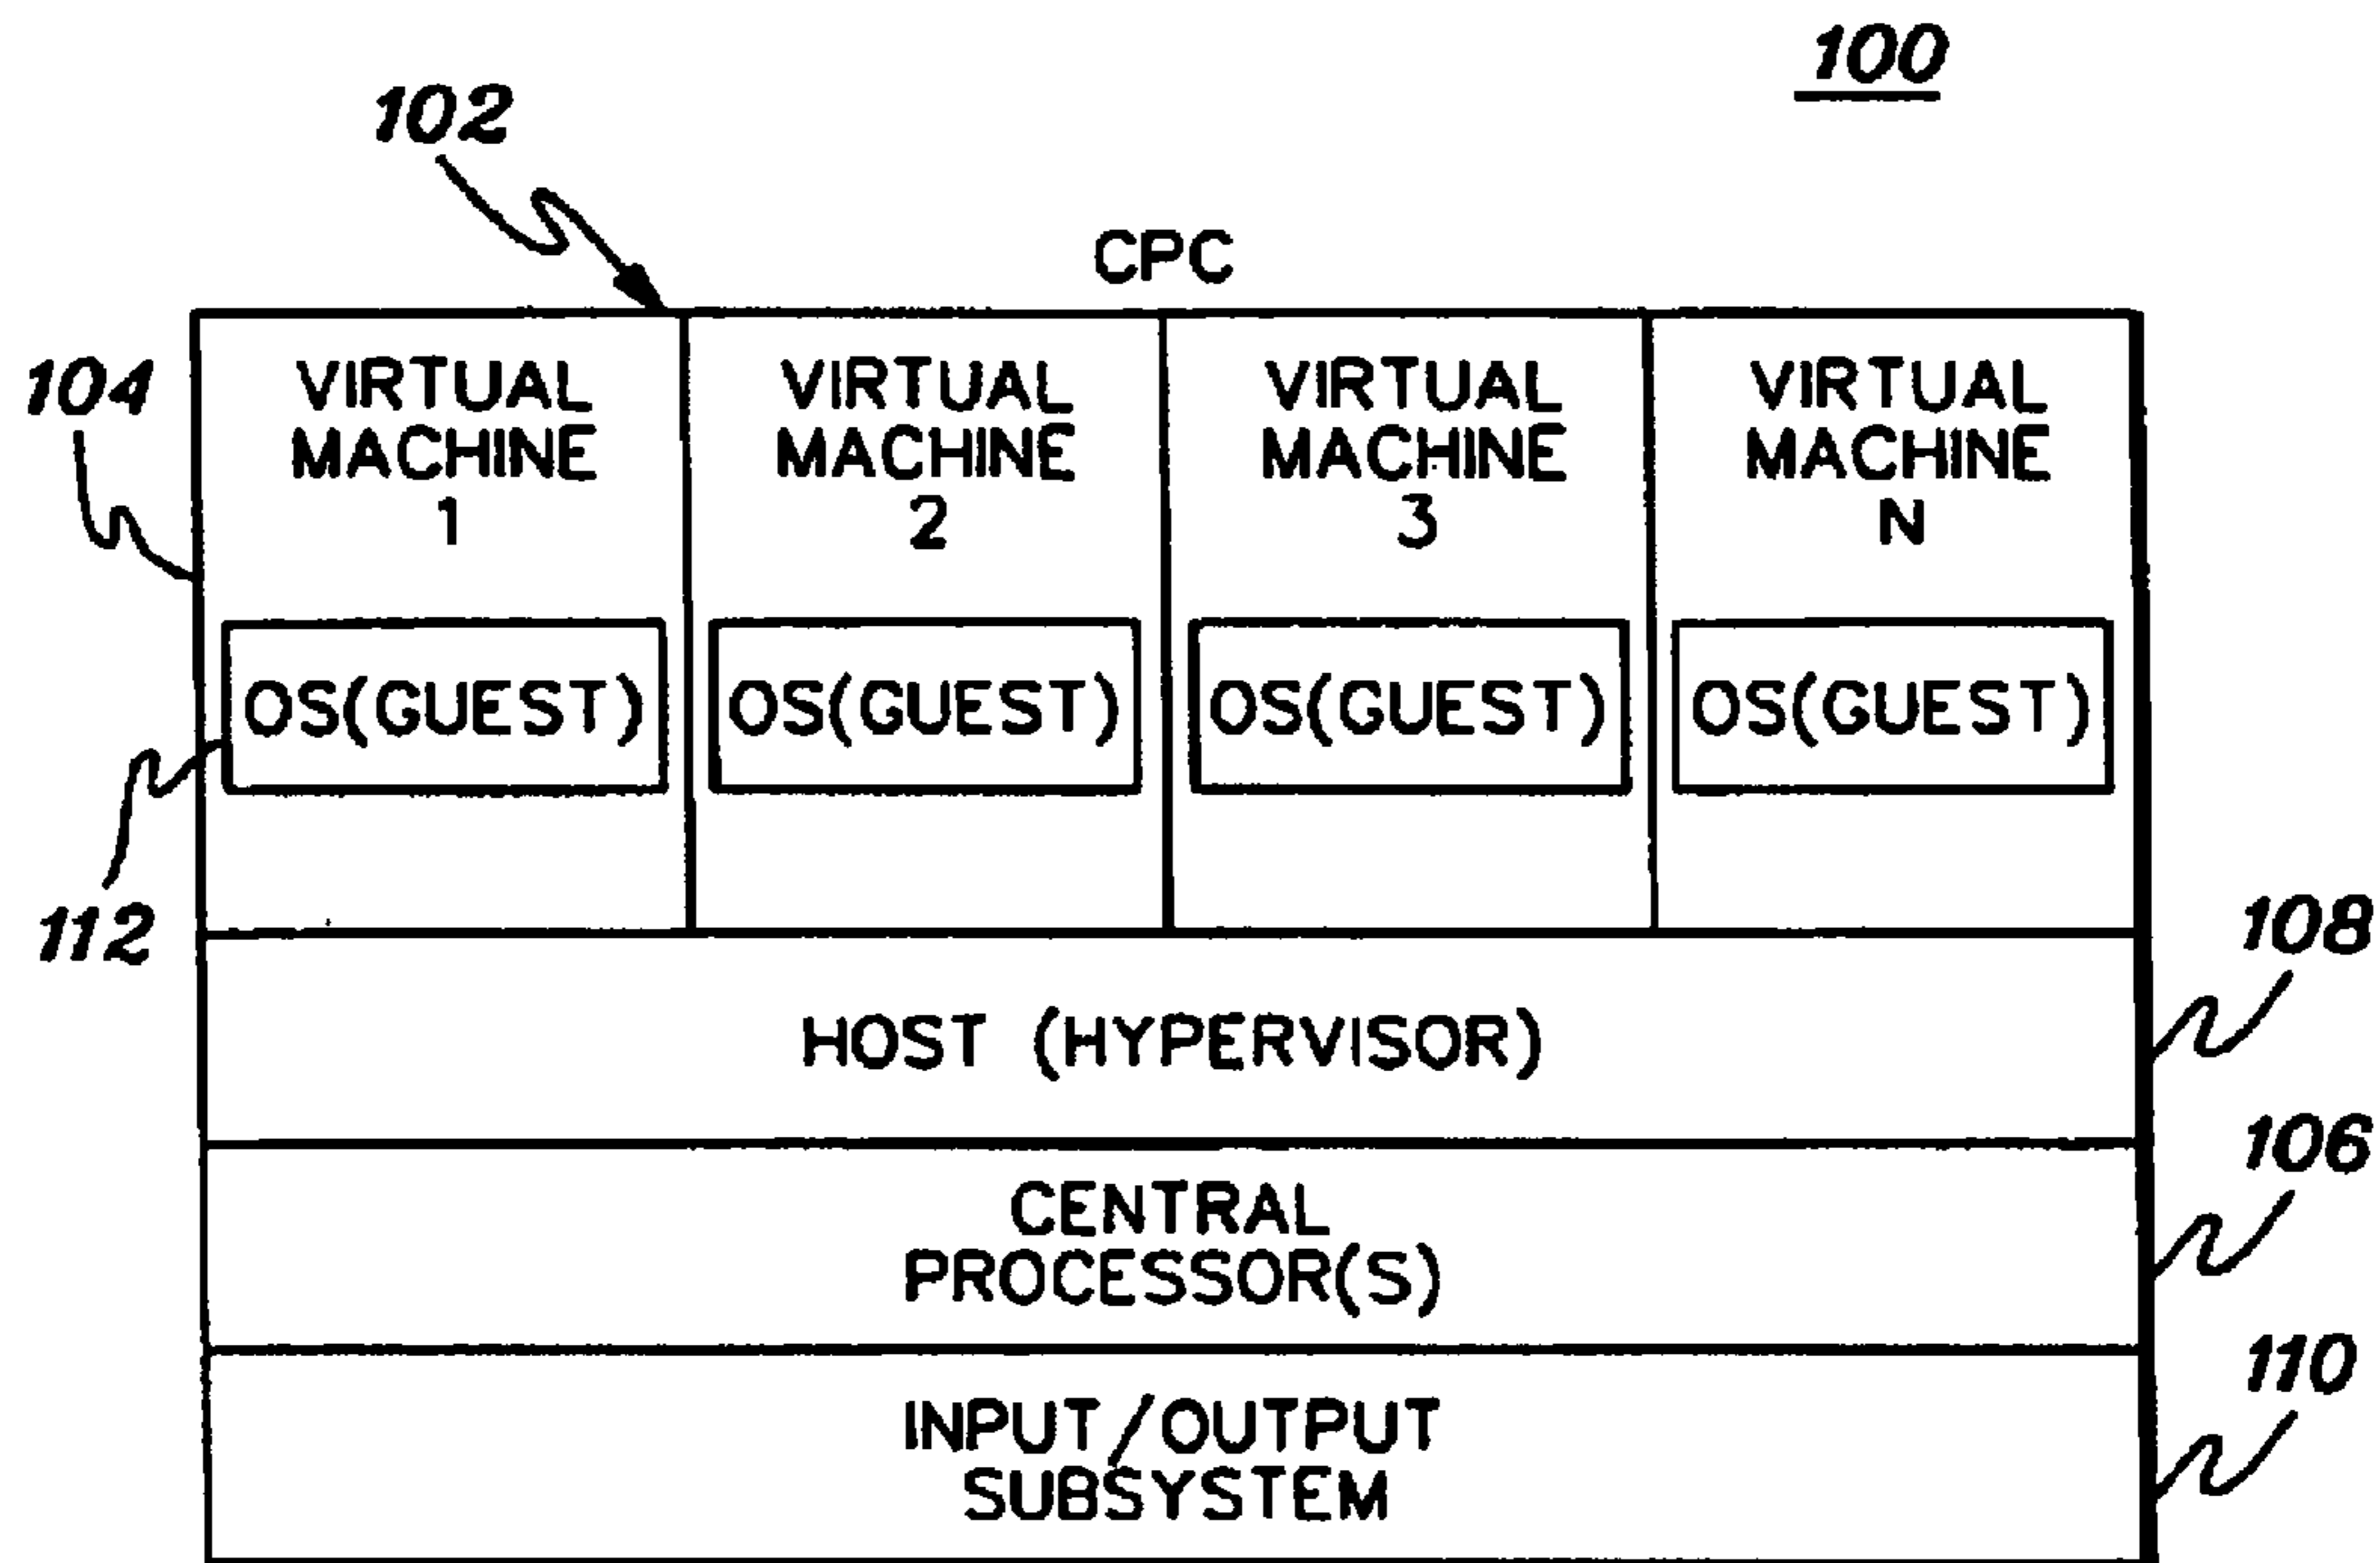 100
102
CPC
104
VIRTUAL MACHINE 1
VIRTUAL MACHINE 2
VIRTUAL MACHINE 3
VIRTUAL MACHINE N
OS(GUEST)
OS(GUEST)
OS(GUEST)
OS(GUEST)
112
108
HOST (HYPERVISOR)
106
CENTRAL
PROCESSOR(S)
110
INPUT/OUTPUT
SUBSYSTEM